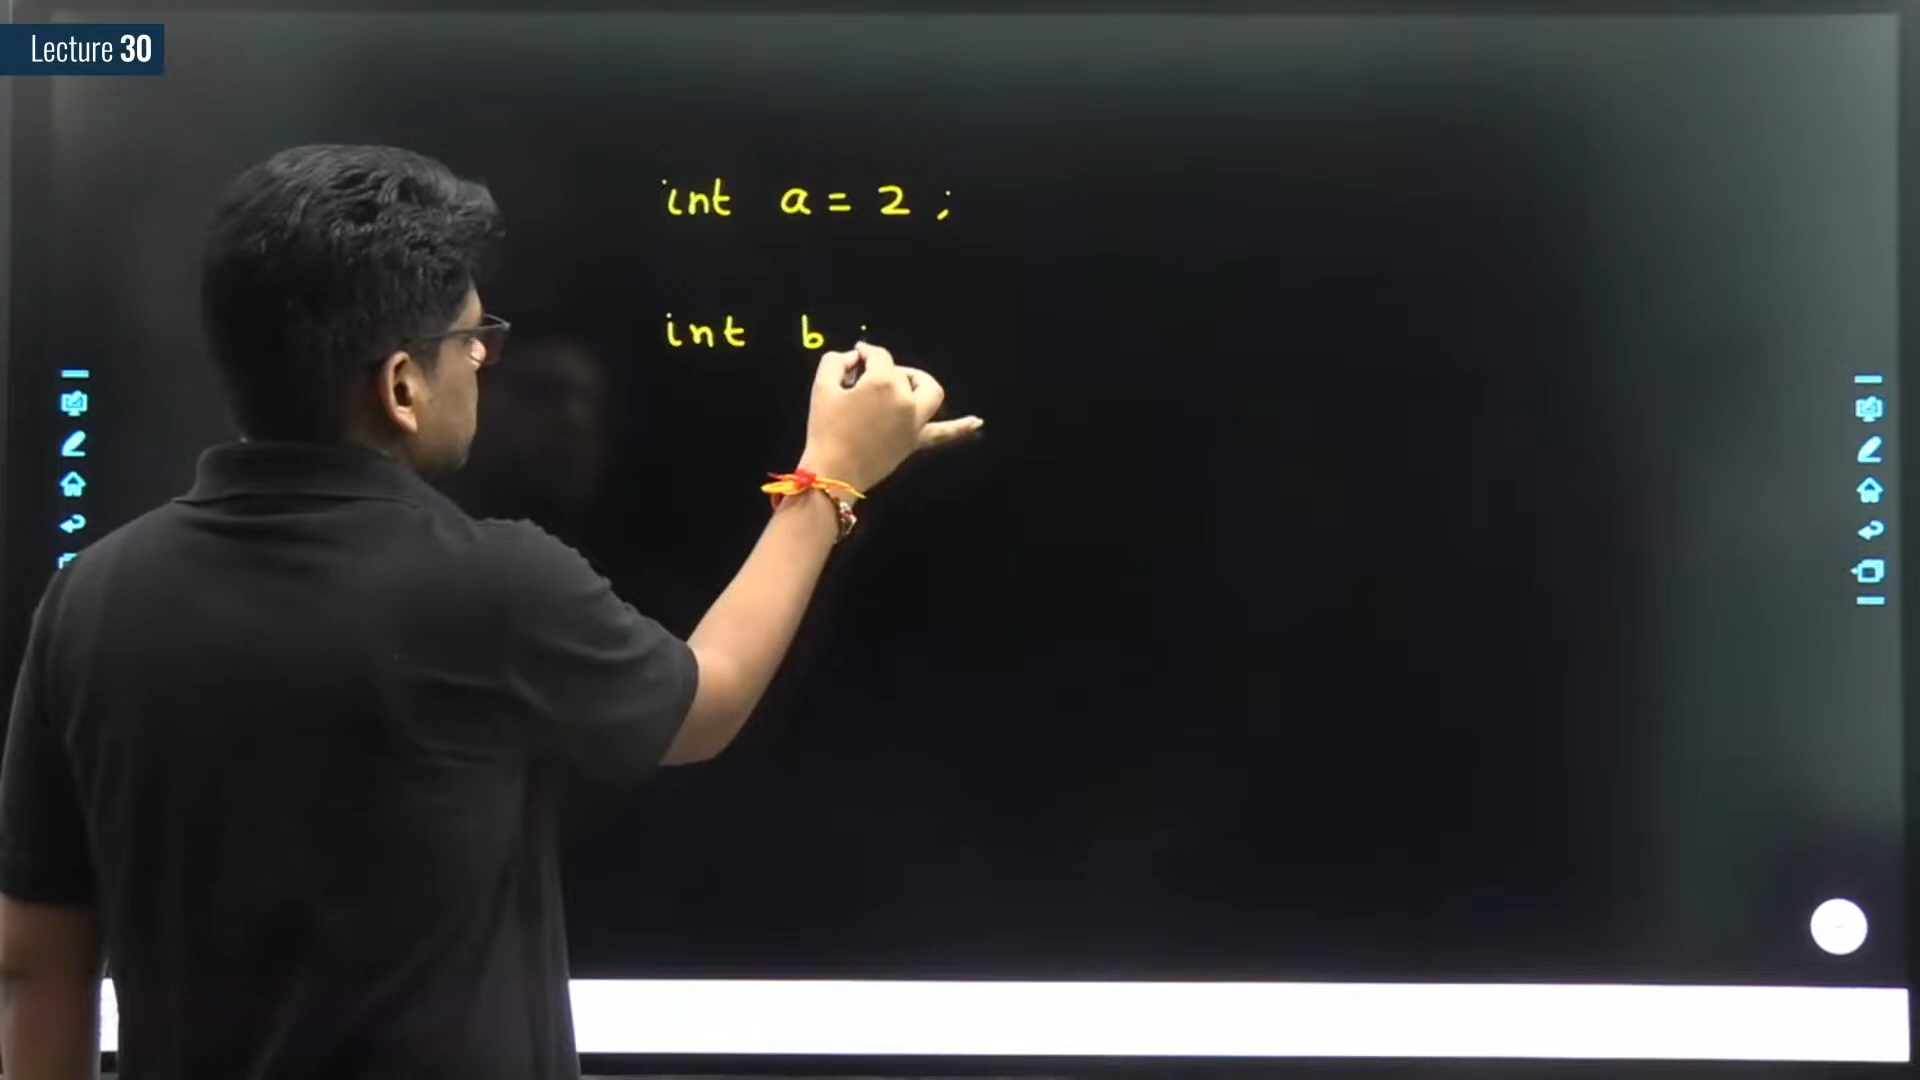 Lecture 30
int a = 2 ;
int b ;